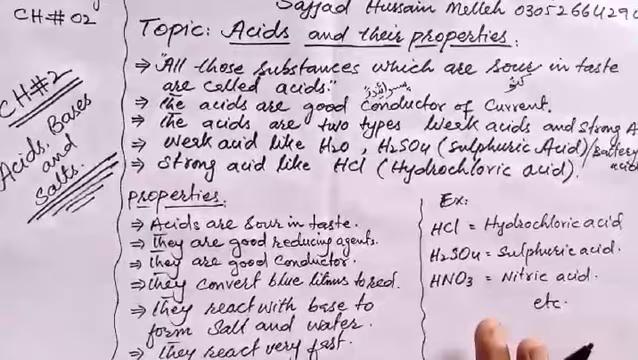 CH#02
Sajjad Hussain Melleh 0305266429
Topic: Acids and their properties.
CH#2
Acids, Bases
and
Salts.
⇒ "All those substances which are sour in taste
are called acids."
⇒ The acids are good conductor of current.
⇒ The acids are two types Weak acids and Strong A
⇒ Weak acid like H2O, H2SO4 (Sulphuric Acid)/battery
acid
⇒ Strong acid like HCl (Hydrochloric acid).
properties.
⇒ Acids are sour in taste.
⇒ They are good reducing agents.
⇒ They are good conductor.
⇒ They convert blue litmus to red.
⇒ They react with base to
form Salt and water.
⇒ They react very fast.
Ex:
HCl = Hydrochloric acid
H2SO4 = Sulphuric acid.
HNO3 = Nitric acid.
etc.